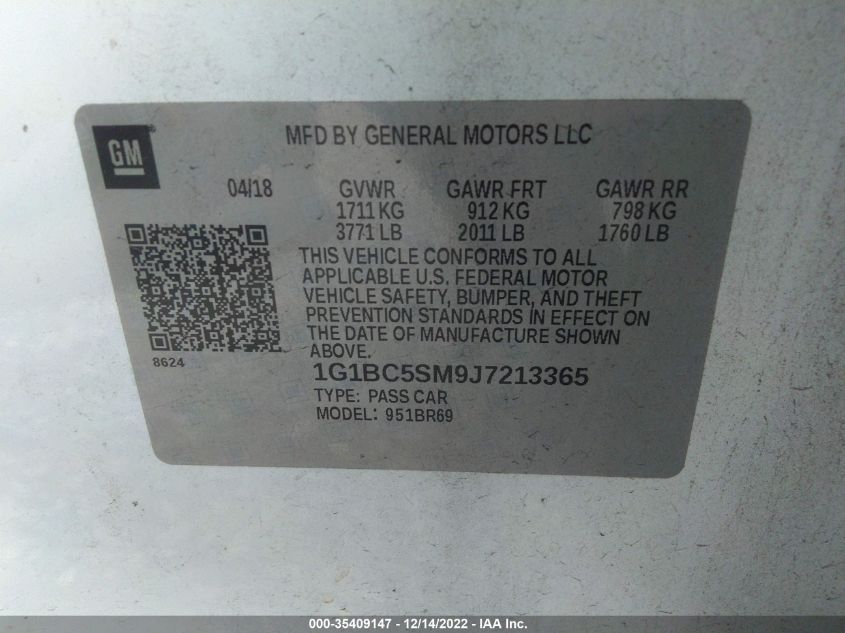 GM
MFD BY GENERAL MOTORS LLC
04/18 GVWR GAWR FRT GAWR RR
1711 KG 912 KG 798 KG
3771 LB 2011 LB 1760 LB
THIS VEHICLE CONFORMS TO ALL
APPLICABLE U.S. FEDERAL MOTOR
VEHICLE SAFETY, BUMPER, AND THEFT
PREVENTION STANDARDS IN EFFECT ON
THE DATE OF MANUFACTURE SHOWN
ABOVE.
8624
1G1BC5SM9J7213365
TYPE: PASS CAR
MODEL: 951BR69
000-35409147 - 12/14/2022 - IAA Inc.